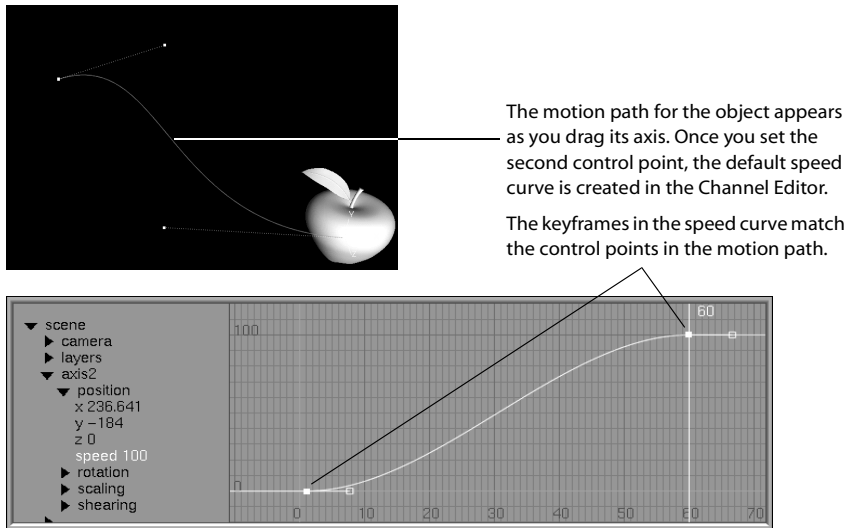 The motion path for the object appears
as you drag its axis. Once you set the
second control point, the default speed
curve is created in the Channel Editor.
The keyframes in the speed curve match
the control points in the motion path.
Y
scene
camera
layers
axis2
position
x 236.641
y –184
z 0
speed 100
rotation
scaling
shearing
60
100
0
0 10 20 30 40 50 60 70